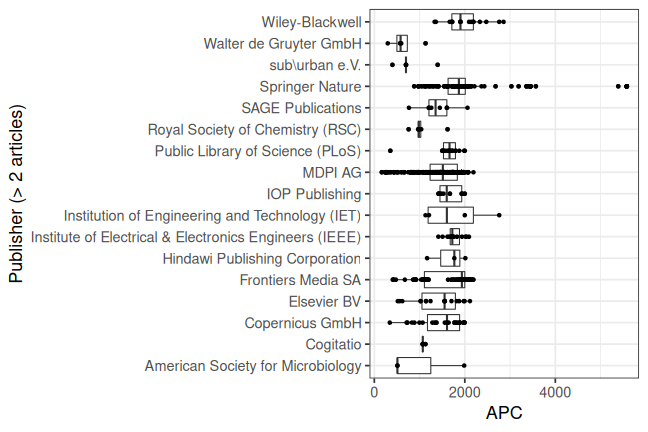 Publisher (> 2 articles)
Wiley-Blackwell
Walter de Gruyter GmbH
sub\urban e.V.
Springer Nature
SAGE Publications
Royal Society of Chemistry (RSC)
Public Library of Science (PLoS)
MDPI AG
IOP Publishing
Institution of Engineering and Technology (IET)
Institute of Electrical & Electronics Engineers (IEEE)
Hindawi Publishing Corporation
Frontiers Media SA
Elsevier BV
Copernicus GmbH
Cogitatio
American Society for Microbiology
0 2000 4000
APC